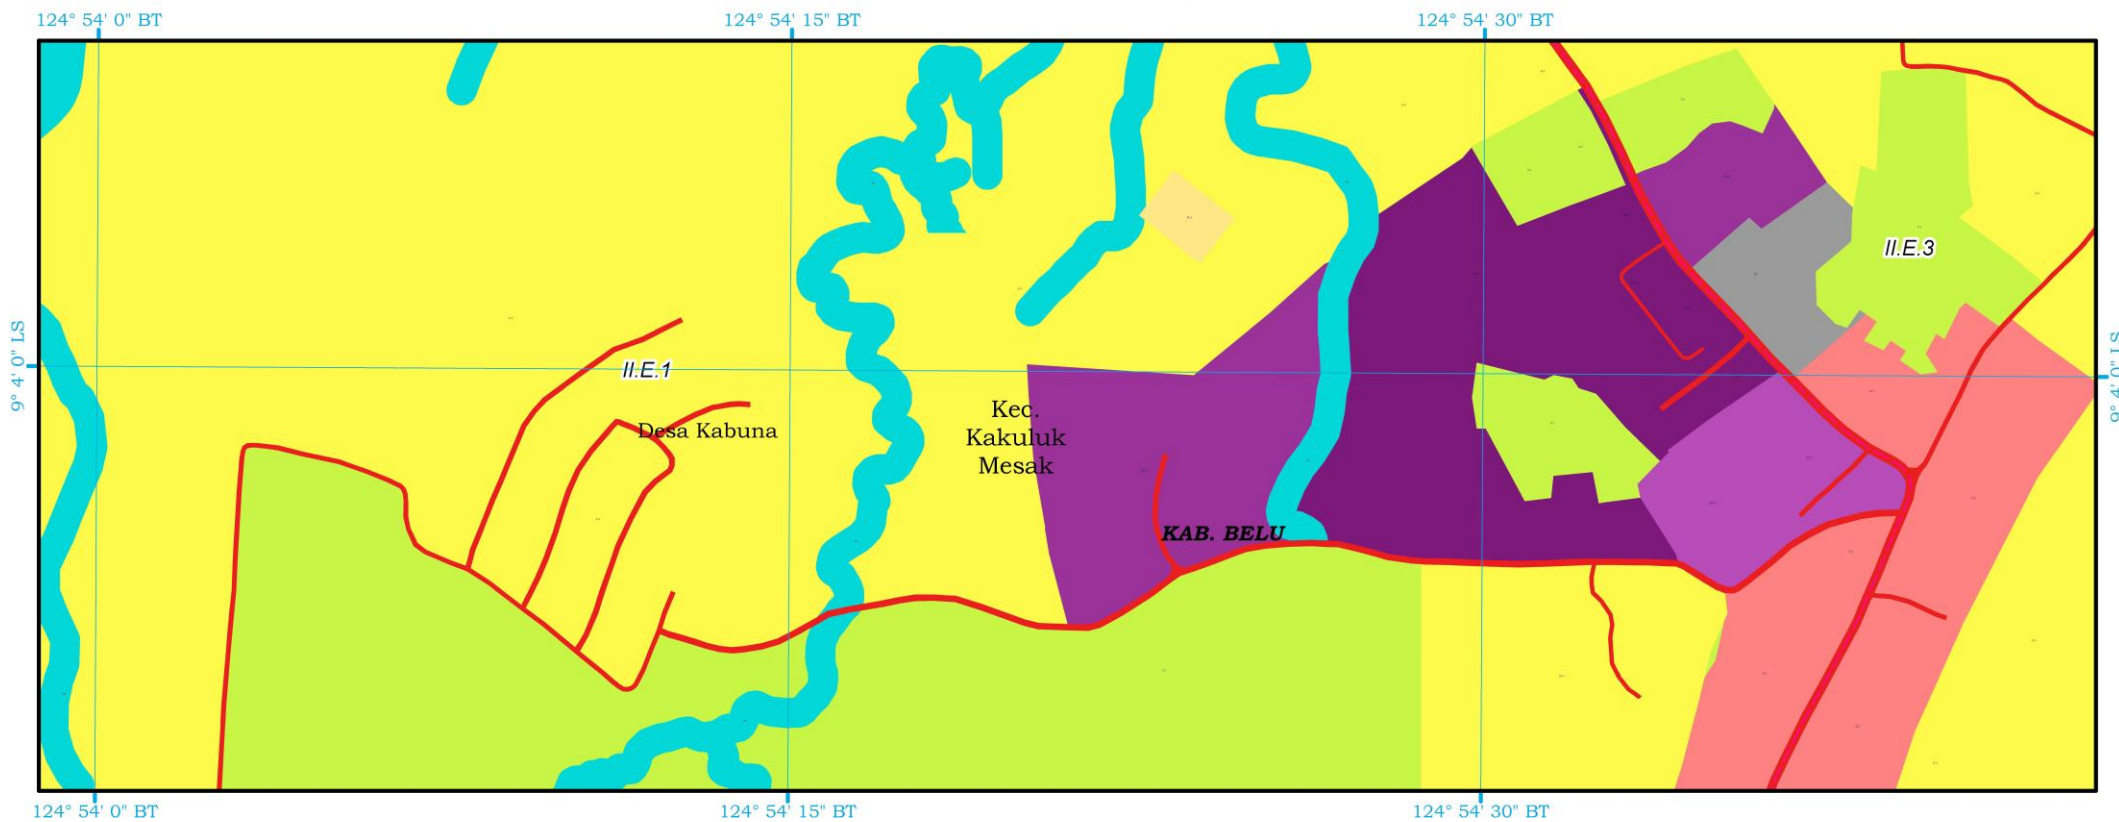 124° 54' 0" BT
124° 54' 15" BT
124° 54' 30" BT
II.E.3
9° 4' 0" LS
9° 4' 0" LS
II.E.1
Desa Kabuna
Kec.
Kakuluk
Mesak
KAB. BELU
124° 54' 0" BT
124° 54' 15" BT
124° 54' 30" BT